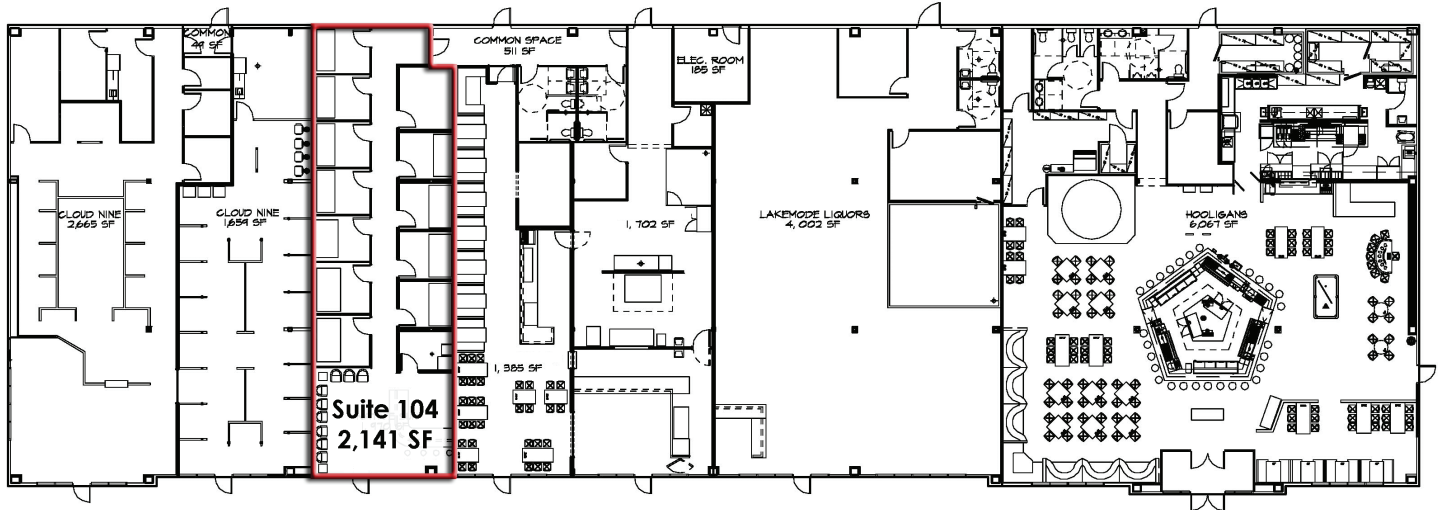 COMMON
49 SF
COMMON SPACE
511 SF
ELEC. ROOM
185 SF
CLOUD NINE
2,665 SF
CLOUD NINE
1,659 SF
1, 702 SF
LAKEMODE LIQUORS
4, 002 SF
HOOLIGANS
6,067 SF
1, 385 SF
Suite 104
2,141 SF